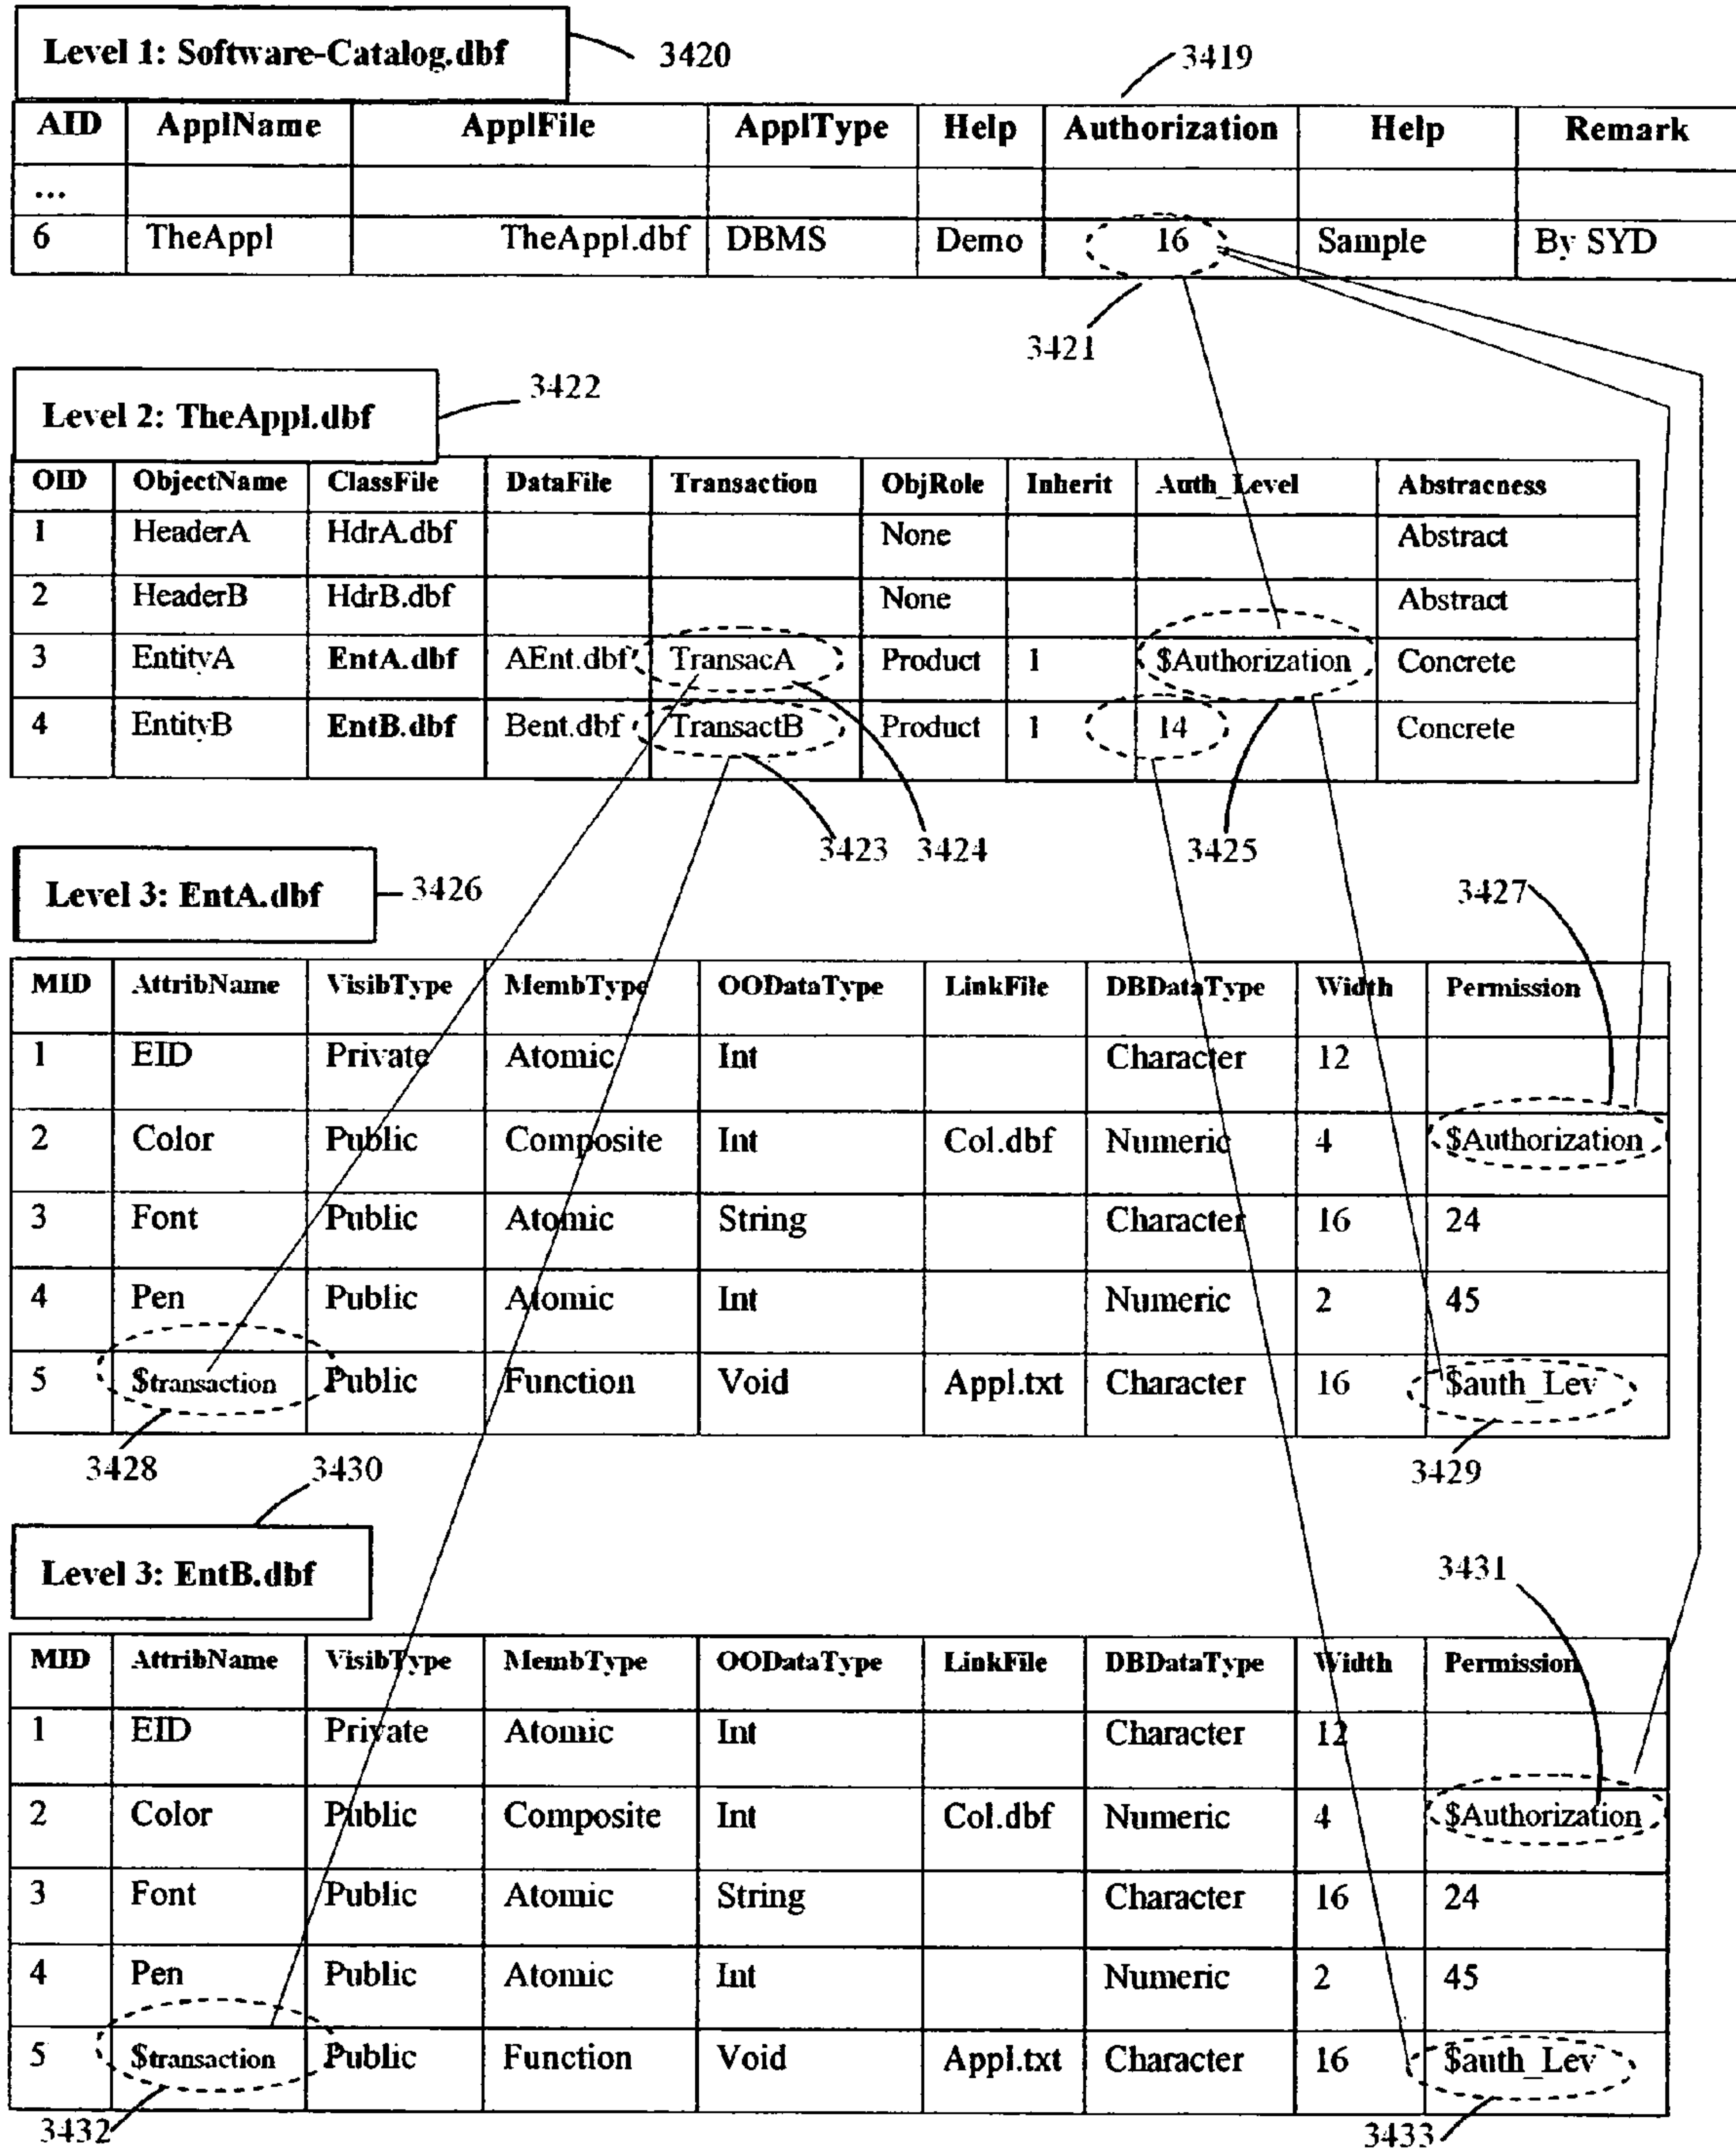 Level 1: Software-Catalog.dbf
3420
3419
AID ApplName ApplFile ApplType Help Authorization Help Remark
...
6 TheAppl TheAppl.dbf DBMS Demo 16 Sample By SYD
3421
Level 2: TheAppl.dbf
3422
OID ObjectName ClassFile DataFile Transaction ObjRole Inherit Auth_Level Abstracness
1 HeaderA HdrA.dbf None Abstract
2 HeaderB HdrB.dbf None Abstract
3 EntityA EntA.dbf AEnt.dbf TransacA Product 1 $Authorization Concrete
4 EntityB EntB.dbf Bent.dbf TransactB Product 1 14 Concrete
3423 3424 3425
Level 3: EntA.dbf
3426
3427
MID AttribName VisibType MembType OODataType LinkFile DBDataType Width Permission
1 EID Private Atomic Int Character 12
2 Color Public Composite Int Col.dbf Numeric 4 $Authorization
3 Font Public Atomic String Character 16 24
4 Pen Public Atomic Int Numeric 2 45
5 $transaction Public Function Void Appl.txt Character 16 $auth_Lev
3428 3430 3429
Level 3: EntB.dbf
3431
MID AttribName VisibType MembType OODataType LinkFile DBDataType Width Permission
1 EID Private Atomic Int Character 12
2 Color Public Composite Int Col.dbf Numeric 4 $Authorization
3 Font Public Atomic String Character 16 24
4 Pen Public Atomic Int Numeric 2 45
5 $transaction Public Function Void Appl.txt Character 16 $auth_Lev
3432 3433